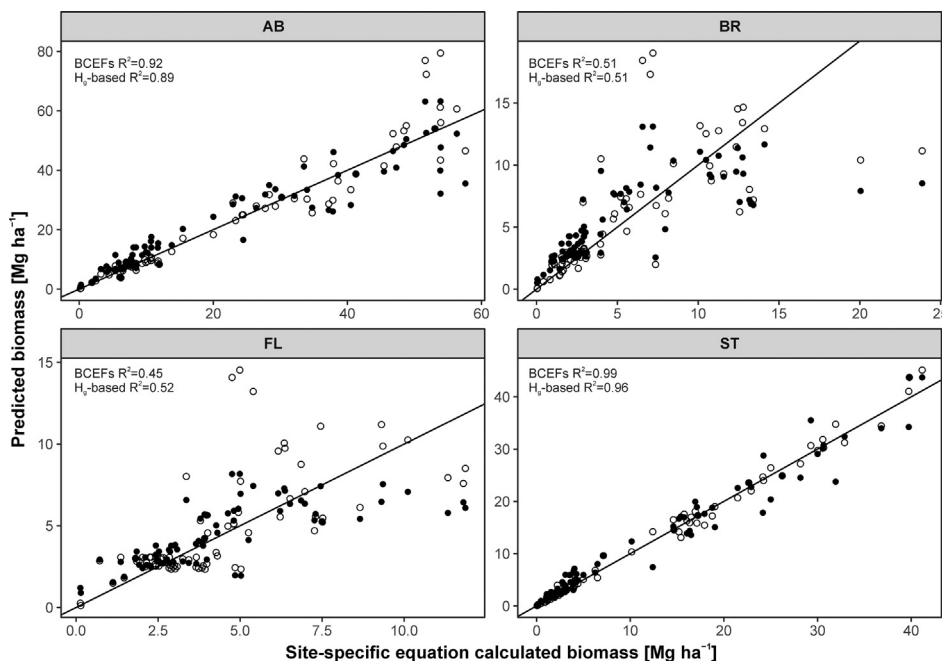 AB
BCEFs R²=0.92
Hg-based R²=0.89
80
60
40
20
0
0
20
40
60
BR
BCEFs R²=0.51
Hg-based R²=0.51
15
10
5
0
0
5
10
15
20
25
FL
BCEFs R²=0.45
Hg-based R²=0.52
15
10
5
0
0.0
2.5
5.0
7.5
10.0
ST
BCEFs R²=0.99
Hg-based R²=0.96
40
30
20
10
0
0
10
20
30
40
Predicted biomass [Mg ha⁻¹]
Site-specific equation calculated biomass [Mg ha⁻¹]